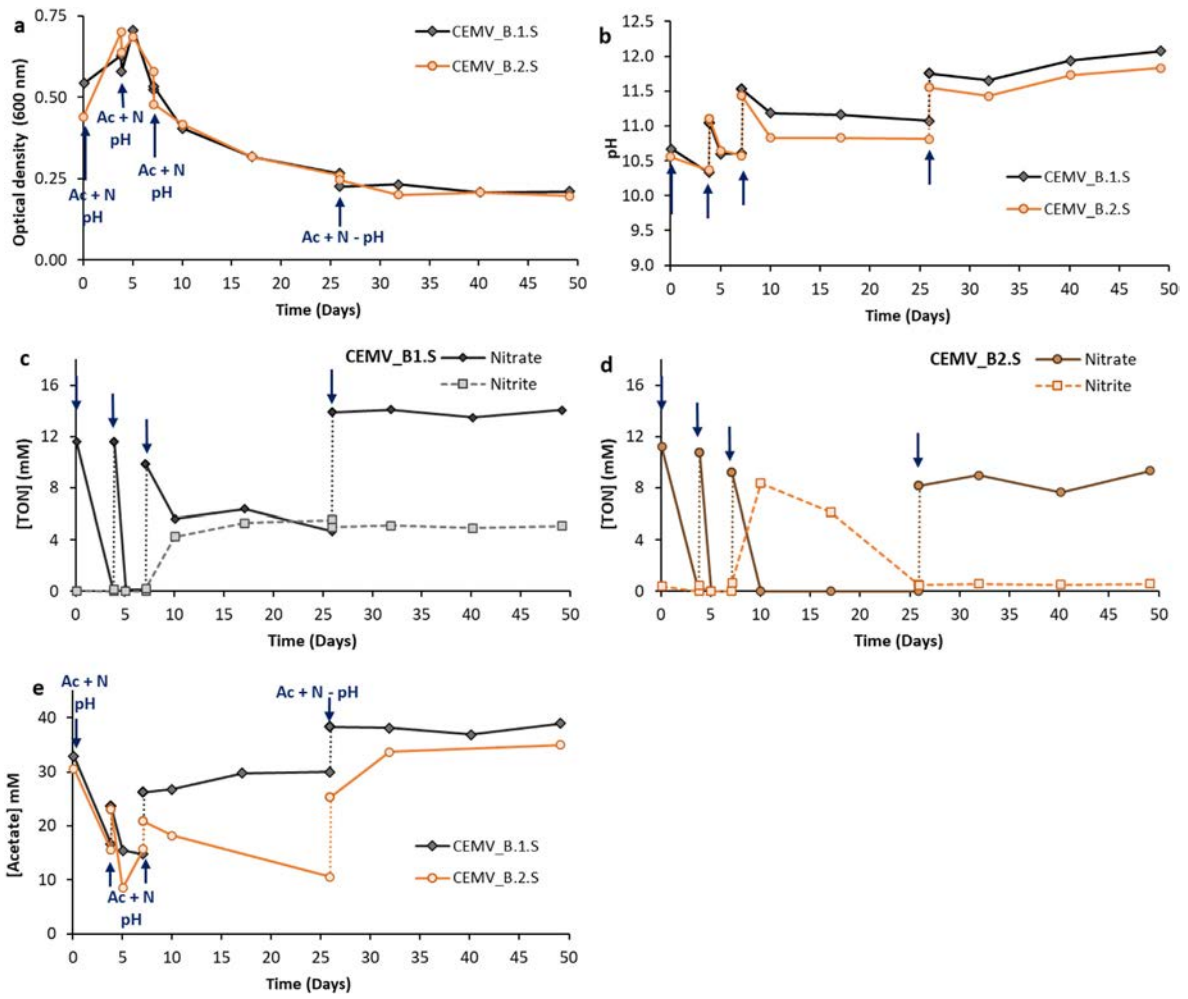 a
0.75
0.50
0.25
0.00
Optical density (600 nm)
CEMV_B.1.S
CEMV_B.2.S
Ac + N
pH
Ac + N
pH
Ac + N
pH
Ac + N - pH
0 5 10 15 20 25 30 35 40 45 50
Time (Days)
b
12.5
12.0
11.5
11.0
10.5
10.0
9.5
9.0
pH
CEMV_B.1.S
CEMV_B.2.S
0 5 10 15 20 25 30 35 40 45 50
Time (Days)
c
CEMV_B1.S
Nitrate
Nitrite
16
12
8
4
0
[TON] (mM)
0 5 10 15 20 25 30 35 40 45 50
Time (Days)
d
CEMV_B2.S
Nitrate
Nitrite
16
12
8
4
0
[TON] (mM)
0 5 10 15 20 25 30 35 40 45 50
Time (Days)
e
Ac + N
pH
Ac + N - pH
40
30
20
10
0
[Acetate] mM
Ac + N
pH
CEMV_B.1.S
CEMV_B.2.S
0 5 10 15 20 25 30 35 40 45 50
Time (Days)